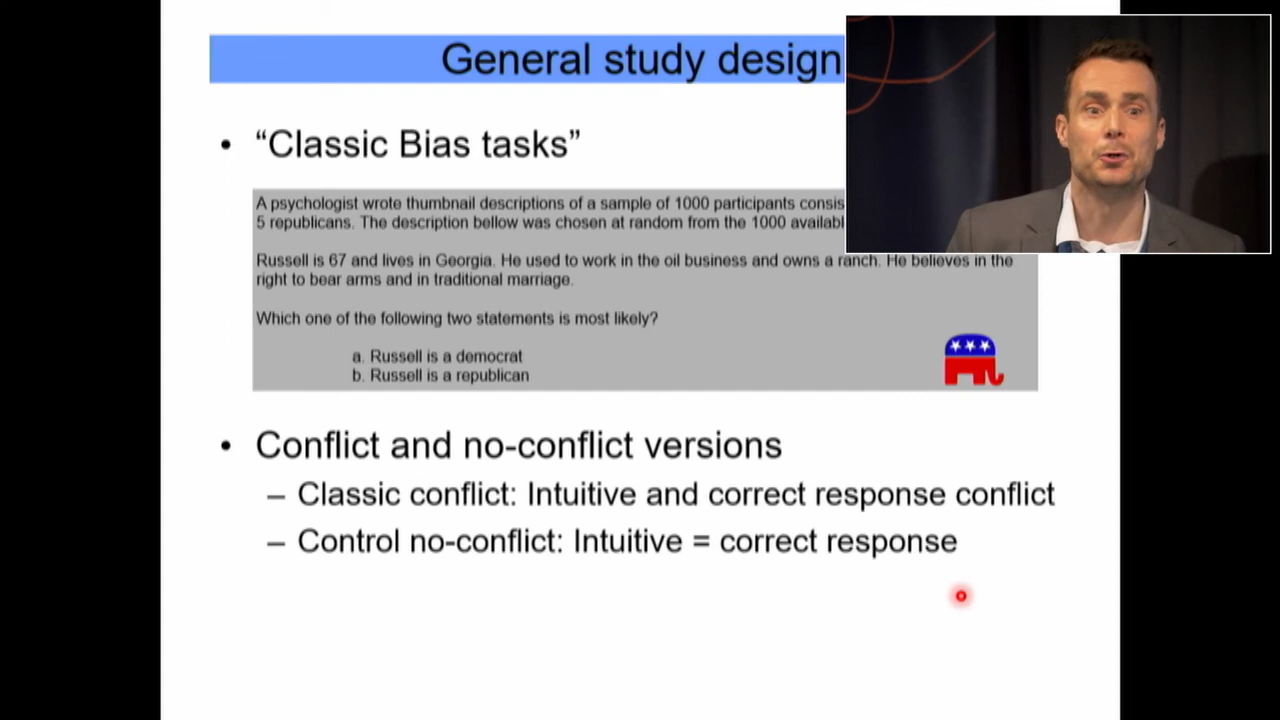 General study design
• “Classic Bias tasks”
A psychologist wrote thumbnail descriptions of a sample of 1000 participants consis
5 republicans. The description bellow was chosen at random from the 1000 availabl
Russell is 67 and lives in Georgia. He used to work in the oil business and owns a ranch. He believes in the
right to bear arms and in traditional marriage.
Which one of the following two statements is most likely?
a. Russell is a democrat
b. Russell is a republican
• Conflict and no-conflict versions
– Classic conflict: Intuitive and correct response conflict
– Control no-conflict: Intuitive = correct response